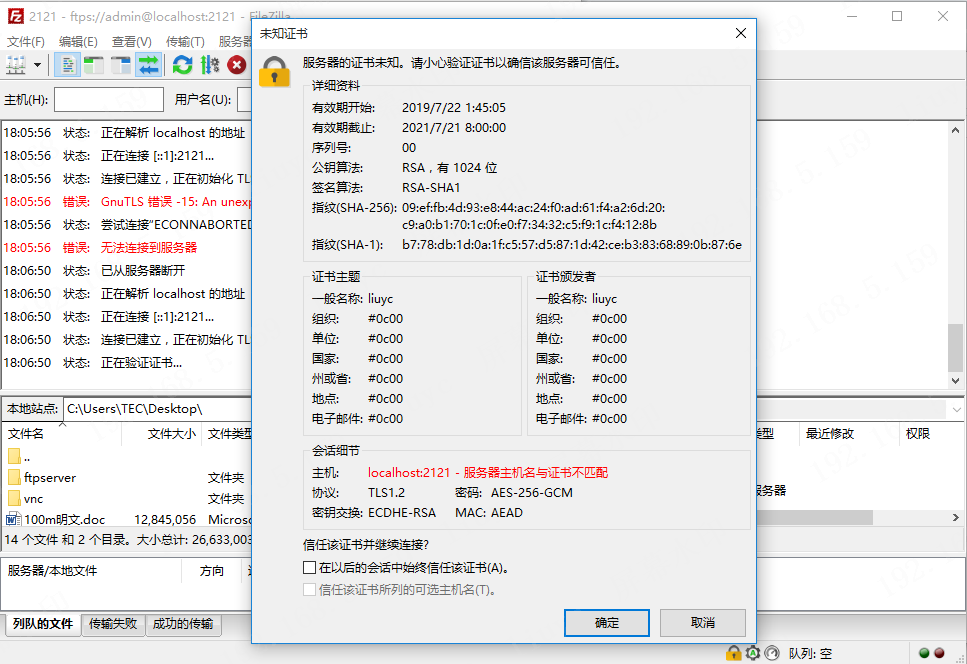 2121 - ftps://admin@localhost:2121 - FileZilla
文件(F) 编辑(E) 查看(V) 传输(T) 服务器
主机(H): 用户名(U):
18:05:56 状态: 正在解析 localhost 的地址
18:05:56 状态: 正在连接 [::1]:2121...
18:05:56 状态: 连接已建立，正在初始化 TL
18:05:56 错误: GnuTLS 错误 -15: An unexp
18:05:56 状态: 尝试连接“ECONNABORTED
18:05:56 错误: 无法连接到服务器
18:06:50 状态: 已从服务器断开
18:06:50 状态: 正在解析 localhost 的地址
18:06:50 状态: 正在连接 [::1]:2121...
18:06:50 状态: 连接已建立，正在初始化 TL
18:06:50 状态: 正在验证证书...
本地站点: C:\Users\TEC\Desktop\
文件名 文件大小 文件类型
..
ftpserver 文件夹
vnc 文件夹
100m明文.doc 12,845,056 Microso
14 个文件 和 2 个目录。大小总计: 26,633,003
类型 最近修改 权限
服务器
服务器/本地文件 方向
列队的文件 传输失败 成功的传输
队列: 空
未知证书
服务器的证书未知。请小心验证证书以确信该服务器可信任。
详细资料
有效期开始: 2019/7/22 1:45:05
有效期截止: 2021/7/21 8:00:00
序列号: 00
公钥算法: RSA，有 1024 位
签名算法: RSA-SHA1
指纹(SHA-256): 09:ef:fb:4d:93:e8:44:ac:24:f0:ad:61:f4:a2:6d:20:
c9:a0:b1:70:1c:0f:e0:f7:34:32:c5:f9:1c:f4:12:8b
指纹(SHA-1): b7:78:db:1d:0a:1f:c5:57:d5:87:1d:42:ce:b3:83:68:89:0b:87:6e
证书主题
一般名称: liuyc
组织: #0c00
单位: #0c00
国家: #0c00
州或省: #0c00
地点: #0c00
电子邮件: #0c00
证书颁发者
一般名称: liuyc
组织: #0c00
单位: #0c00
国家: #0c00
州或省: #0c00
地点: #0c00
电子邮件: #0c00
会话细节
主机: localhost:2121 - 服务器主机名与证书不匹配
协议: TLS1.2 密码: AES-256-GCM
密钥交换: ECDHE-RSA MAC: AEAD
信任该证书并继续连接?
在以后的会话中始终信任该证书(A)。
信任该证书所列的可选主机名(T)。
确定 取消